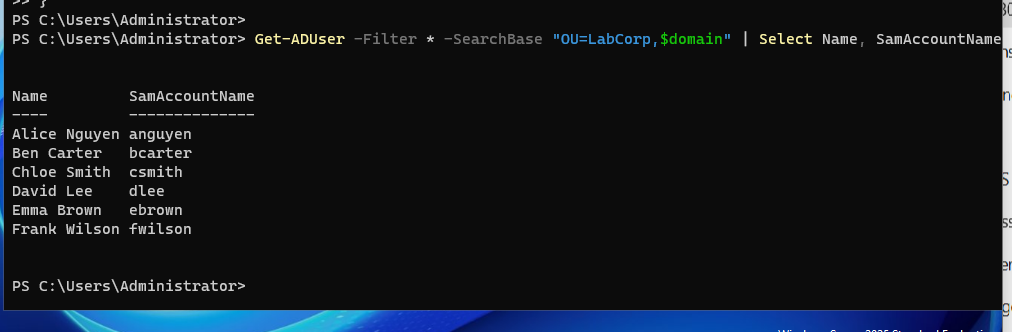 >> }
PS C:\Users\Administrator>
PS C:\Users\Administrator> Get-ADUser -Filter * -SearchBase "OU=LabCorp,$domain" | Select Name, SamAccountName
Name SamAccountName
---- --------------
Alice Nguyen anguyen
Ben Carter bcarter
Chloe Smith csmith
David Lee dlee
Emma Brown ebrown
Frank Wilson fwilson
PS C:\Users\Administrator>